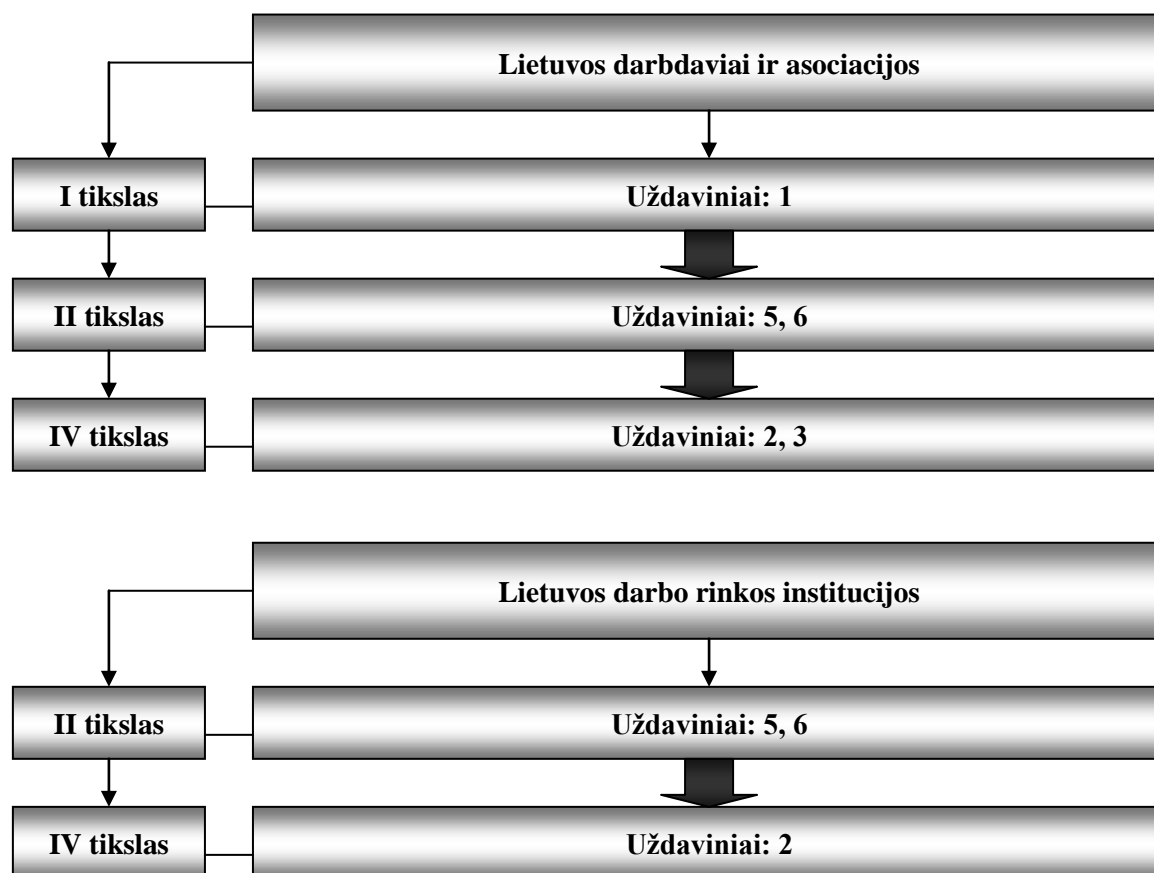 Lietuvos darbdaviai ir asociacijos
I tikslas
Uždaviniai: 1
II tikslas
Uždaviniai: 5, 6
IV tikslas
Uždaviniai: 2, 3
Lietuvos darbo rinkos institucijos
II tikslas
Uždaviniai: 5, 6
IV tikslas
Uždaviniai: 2